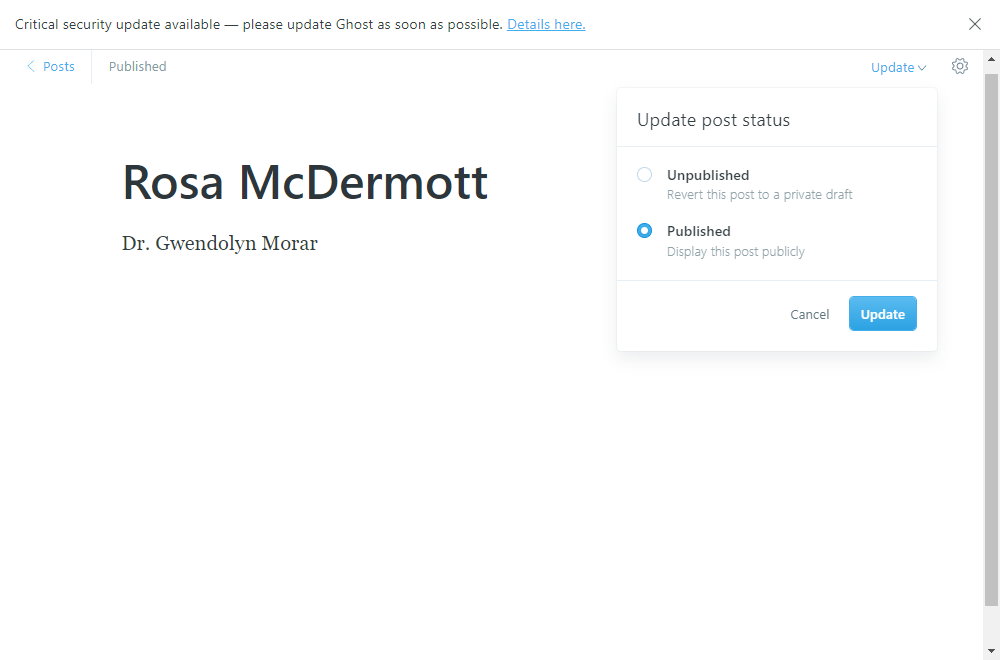 Critical security update available — please update Ghost as soon as possible. Details here.
Posts
Published
Update
Update post status
Rosa McDermott
Unpublished
Revert this post to a private draft
Dr. Gwendolyn Morar
Published
Display this post publicly
Cancel
Update